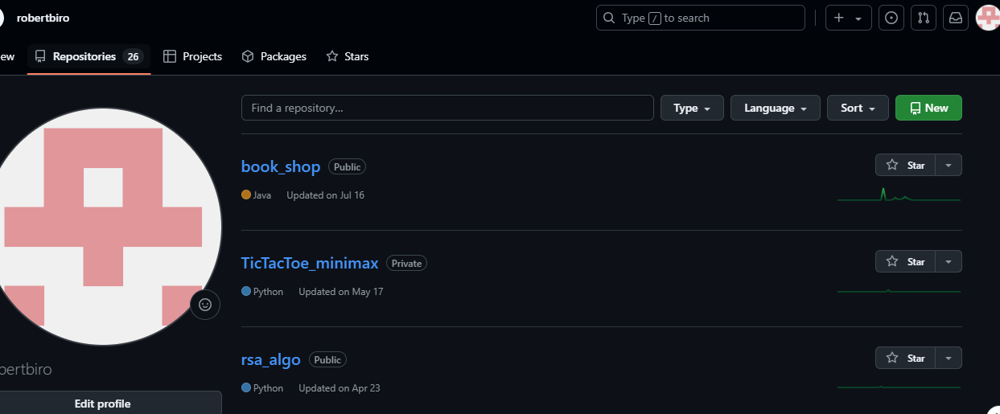 robertbiro
Type / to search
ew
Repositories 26
Projects
Packages
Stars
Find a repository...
Type
Language
Sort
New
book_shop Public
Star
Java Updated on Jul 16
TicTacToe_minimax Private
Star
Python Updated on May 17
rsa_algo Public
Star
Python Updated on Apr 23
bertbiro
Edit profile